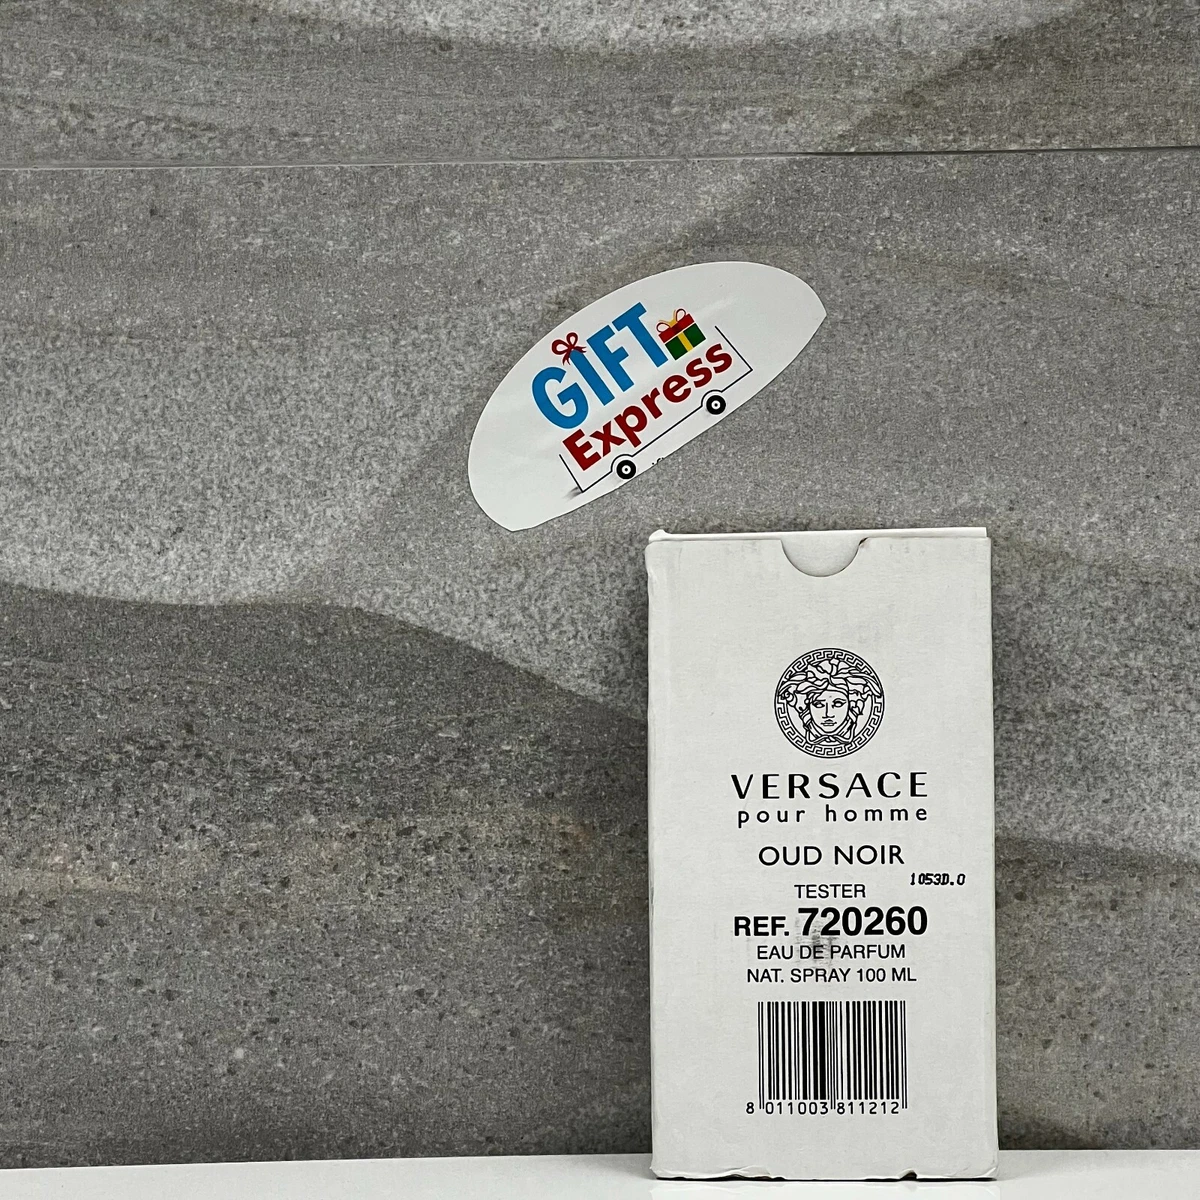 GIFT
Express
VERSACE
pour homme
OUD NOIR
1053D.0
TESTER
REF. 720260
EAU DE PARFUM
NAT. SPRAY 100 ML
8 011003 811212